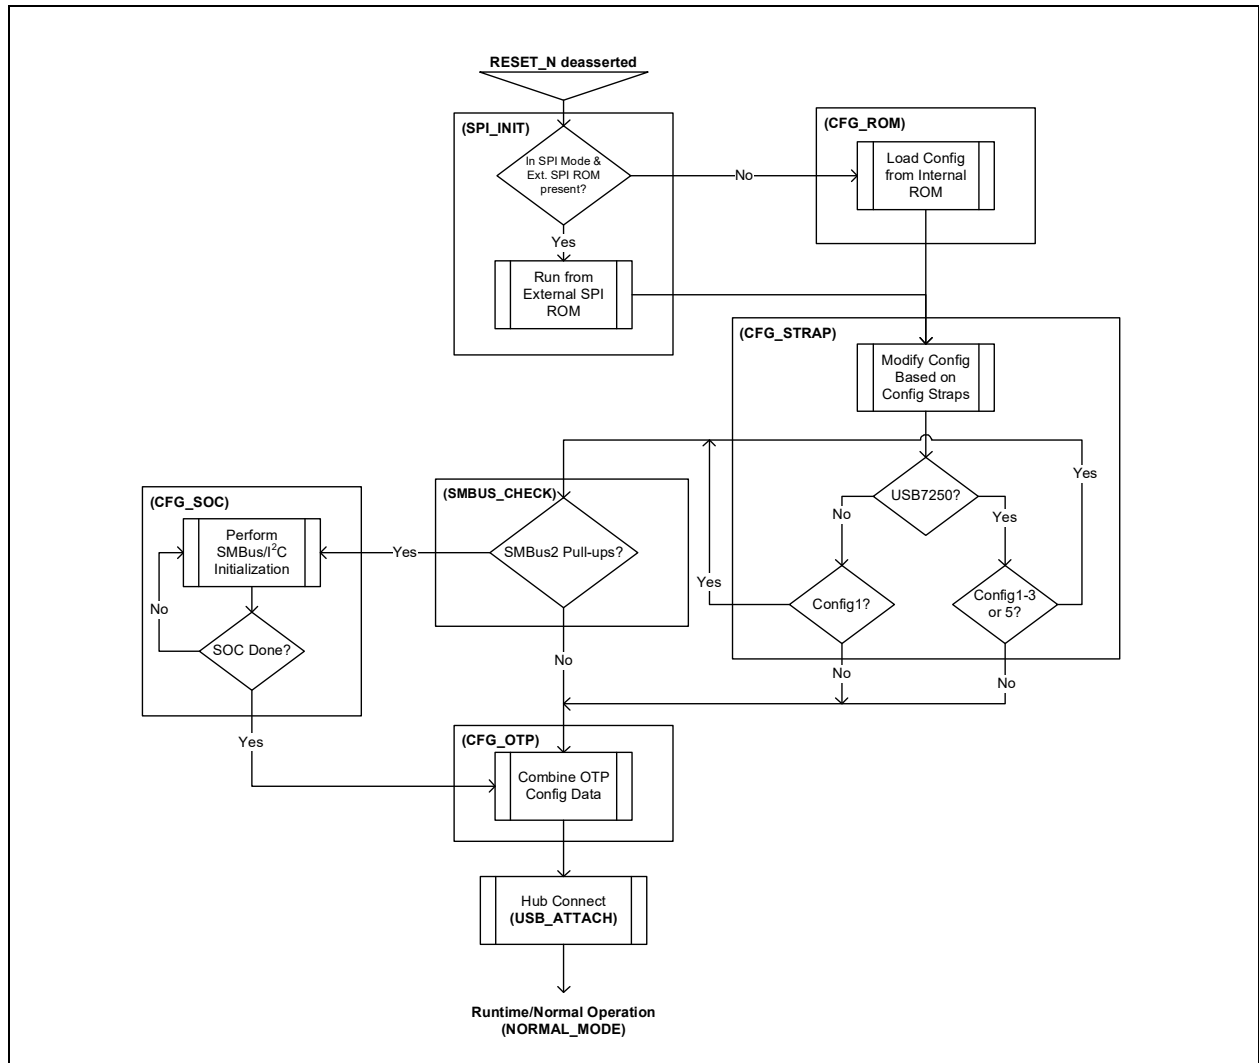 RESET_N deasserted
(SPI_INIT)
In SPI Mode &
Ext. SPI ROM
present?
No
(CFG_ROM)
Load Config
from Internal
ROM
Yes
Run from
External SPI
ROM
(CFG_STRAP)
Modify Config
Based on
Config Straps
USB7250?
No
Yes
Yes
Config1?
Yes
Config1-3
or 5?
No
No
(SMBUS_CHECK)
SMBus2 Pull-ups?
Yes
No
(CFG_SOC)
Perform
SMBus/I²C
Initialization
No
SOC Done?
Yes
(CFG_OTP)
Combine OTP
Config Data
Hub Connect
(USB_ATTACH)
Runtime/Normal Operation
(NORMAL_MODE)